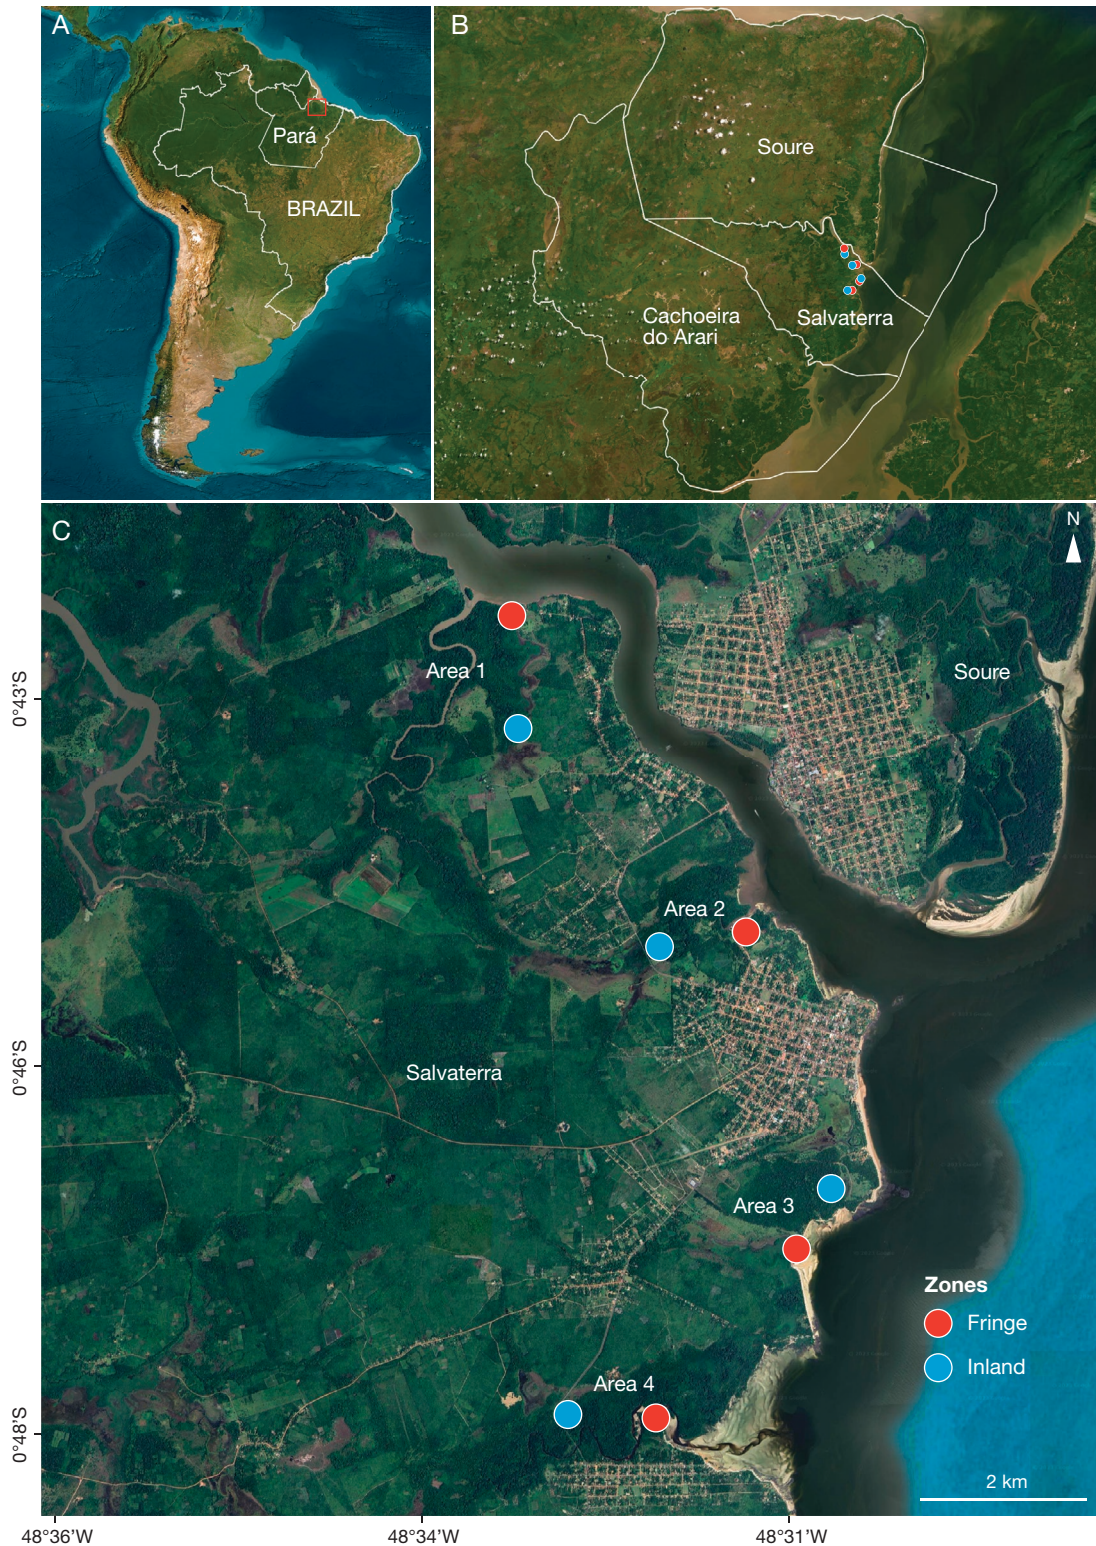 A
Pará
BRAZIL
B
Soure
Cachoeira
do Arari
Salvaterra
C
N
Area 1
Soure
Area 2
Salvaterra
Area 3
Area 4
Zones
Fringe
Inland
2 km
0°43'S
0°46'S
0°48'S
48°36'W
48°34'W
48°31'W